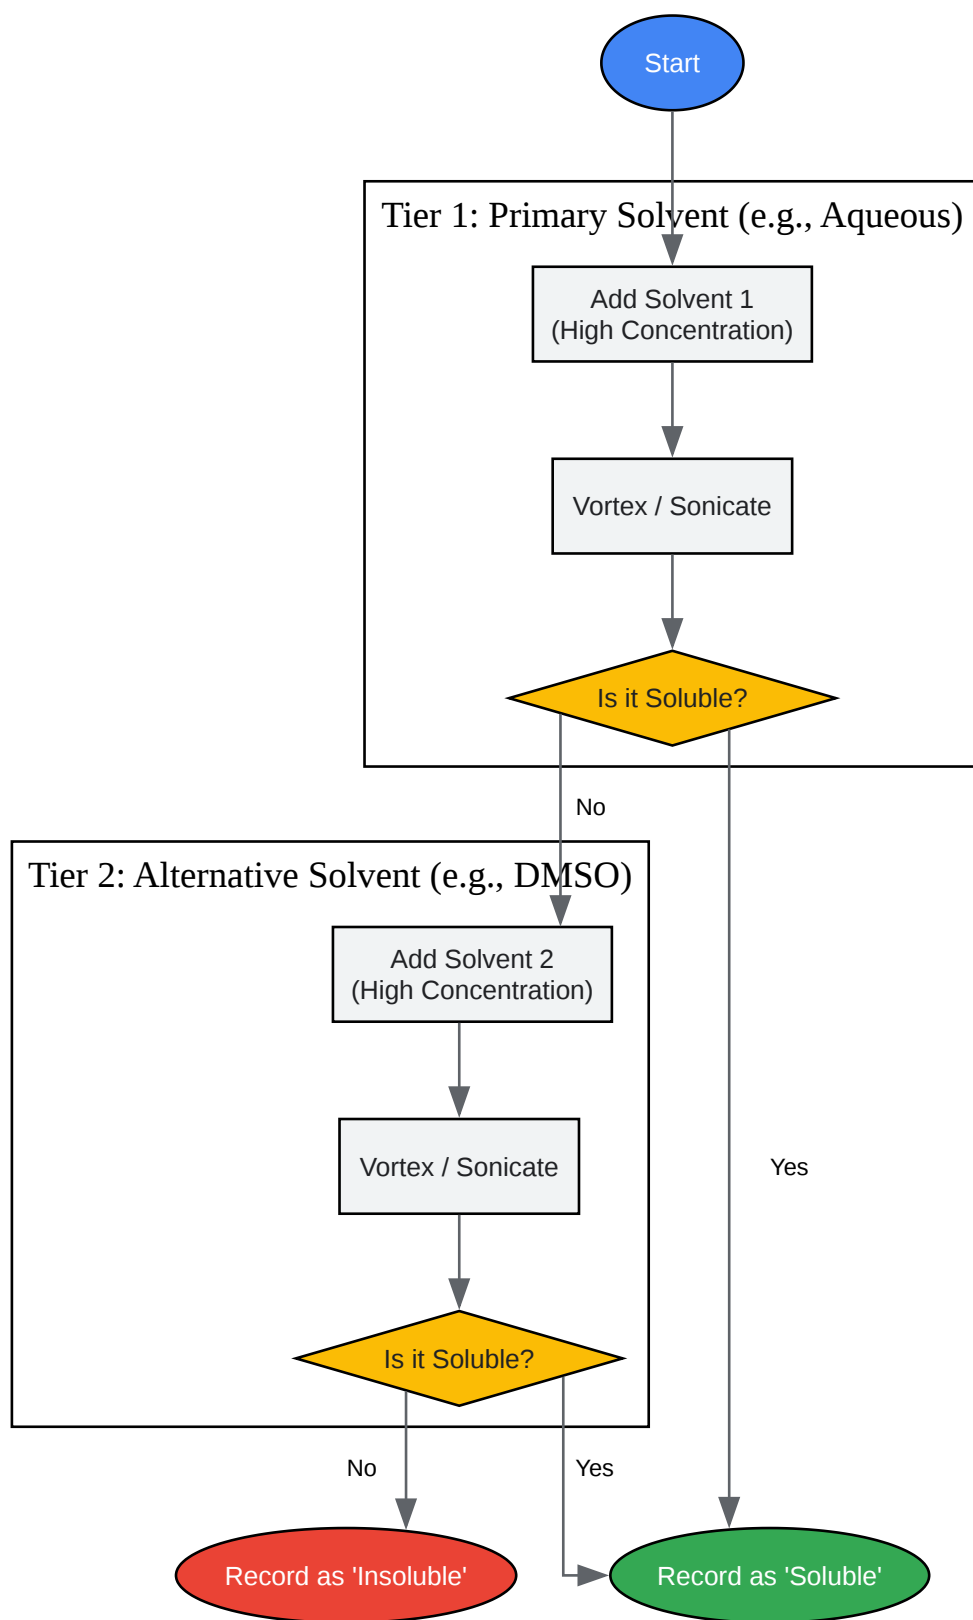 Start
Tier 1: Primary Solvent (e.g., Aqueous)
Add Solvent 1
(High Concentration)
Vortex / Sonicate
Is it Soluble?
No
Tier 2: Alternative Solvent (e.g., DMSO)
Add Solvent 2
(High Concentration)
Vortex / Sonicate
Yes
Is it Soluble?
No
Yes
Record as 'Insoluble'
Record as 'Soluble'